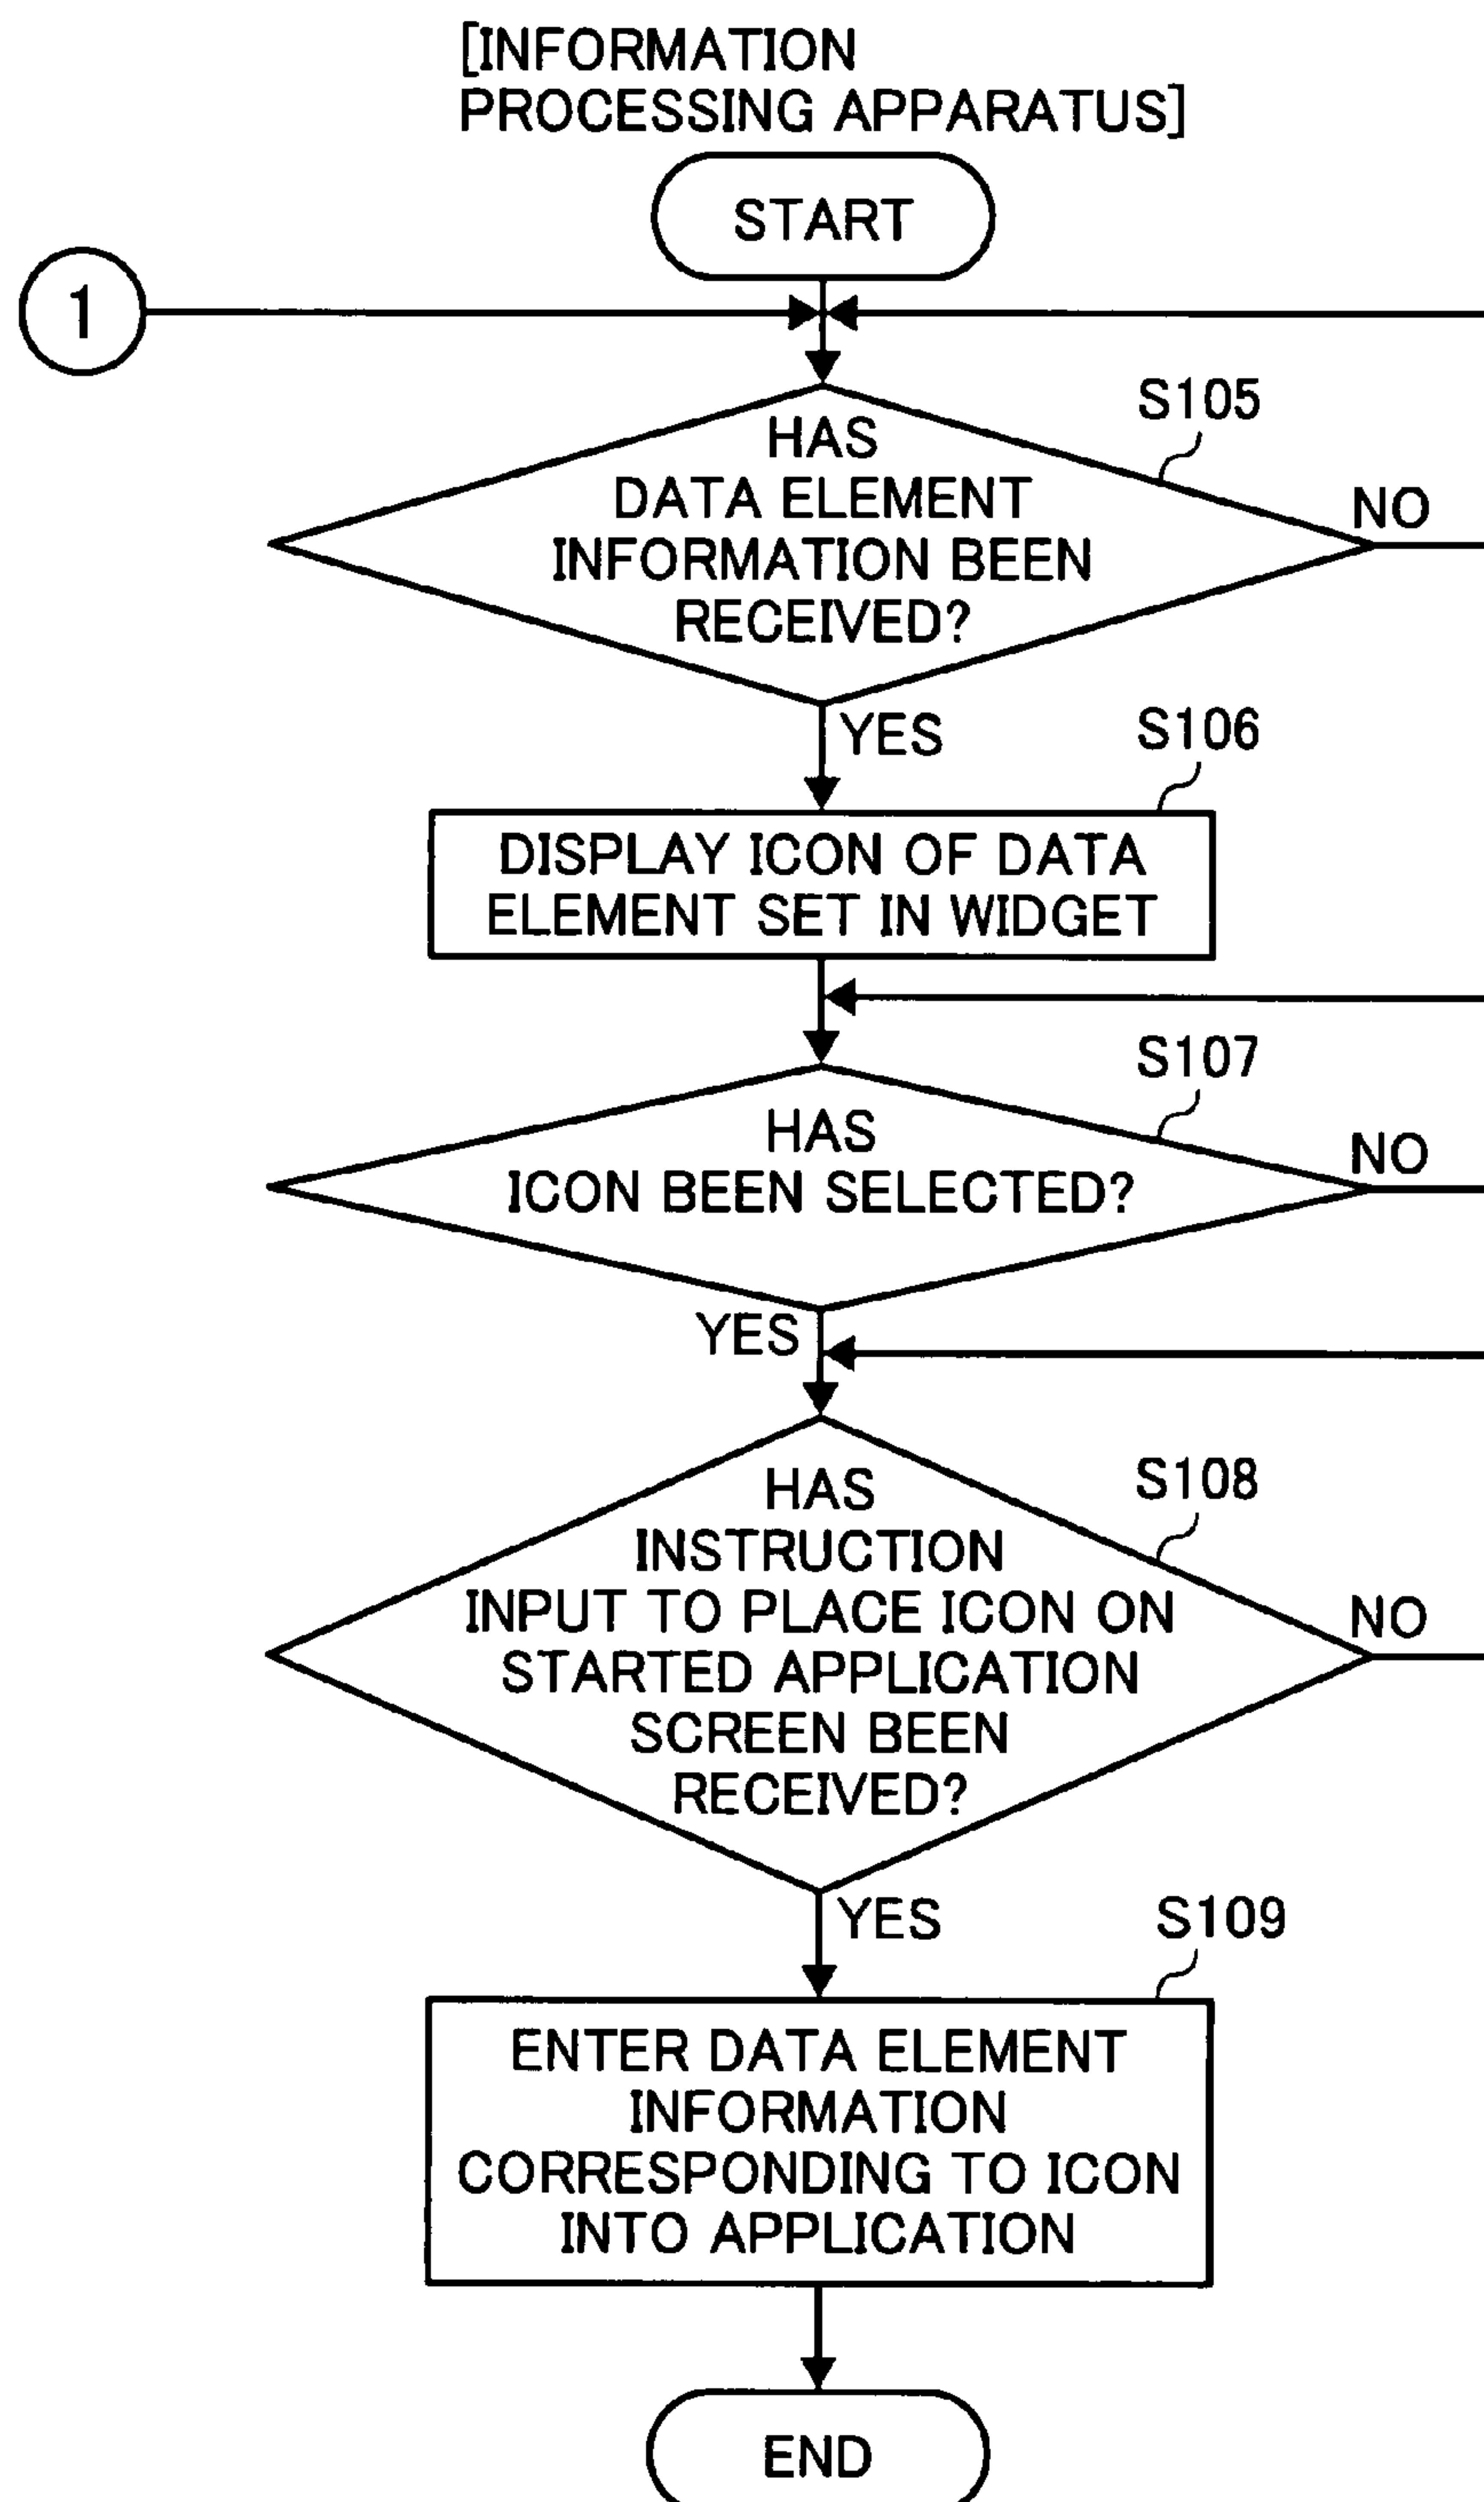 [INFORMATION
PROCESSING APPARATUS]
START
1
S105
HAS
DATA ELEMENT
INFORMATION BEEN
RECEIVED?
NO
YES
S106
DISPLAY ICON OF DATA
ELEMENT SET IN WIDGET
S107
HAS
ICON BEEN SELECTED?
NO
YES
S108
HAS
INSTRUCTION
INPUT TO PLACE ICON ON
STARTED APPLICATION
SCREEN BEEN
RECEIVED?
NO
YES
S109
ENTER DATA ELEMENT
INFORMATION
CORRESPONDING TO ICON
INTO APPLICATION
END